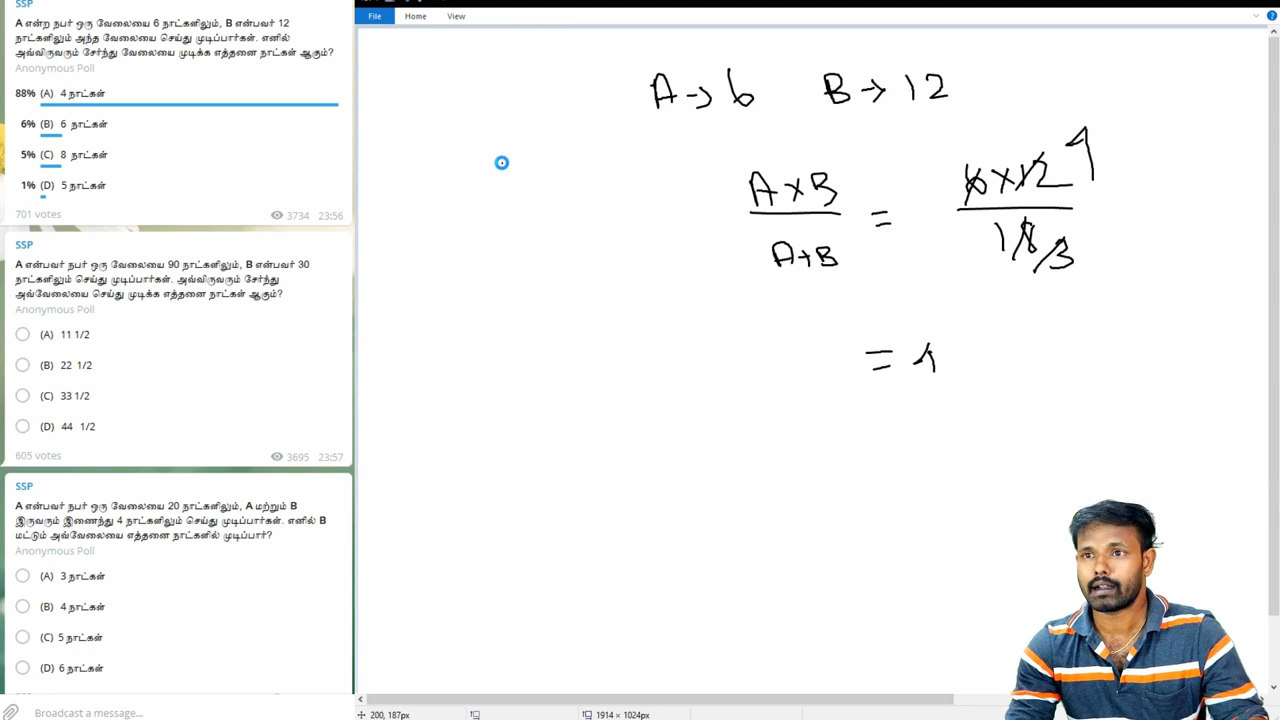 SSP
A என்ற நபர் ஒரு வேலையை 6 நாட்களிலும், B என்பவர் 12
நாட்களிலும் அந்த வேலையை செய்து முடிப்பார்கள். எனில்
அவ்விருவரும் சேர்ந்து வேலையை முடிக்க எத்தனை நாட்கள் ஆகும்?
Anonymous Poll
88% (A) 4 நாட்கள்
6% (B) 6 நாட்கள்
5% (C) 8 நாட்கள்
1% (D) 5 நாட்கள்
701 votes 3734 23:56
SSP
A என்பவர் நபர் ஒரு வேலையை 90 நாட்களிலும், B என்பவர் 30
நாட்களிலும் செய்து முடிப்பார்கள். அவ்விருவரும் சேர்ந்து
அவ்வேலையை செய்து முடிக்க எத்தனை நாட்கள் ஆகும்?
Anonymous Poll
(A) 11 1/2
(B) 22 1/2
(C) 33 1/2
(D) 44 1/2
605 votes 3695 23:57
SSP
A என்பவர் நபர் ஒரு வேலையை 20 நாட்களிலும், A மற்றும் B
இருவரும் இணைந்து 4 நாட்களிலும் செய்து முடிப்பார்கள். எனில் B
மட்டும் அவ்வேலையை எத்தனை நாட்களில் முடிப்பார்?
Anonymous Poll
(A) 3 நாட்கள்
(B) 4 நாட்கள்
(C) 5 நாட்கள்
(D) 6 நாட்கள்
Broadcast a message...
File Home View
A → 6 B → 12
A × B 6 × 12 4
=
A + B 18 3
= 4
200, 187px 1914 × 1024px